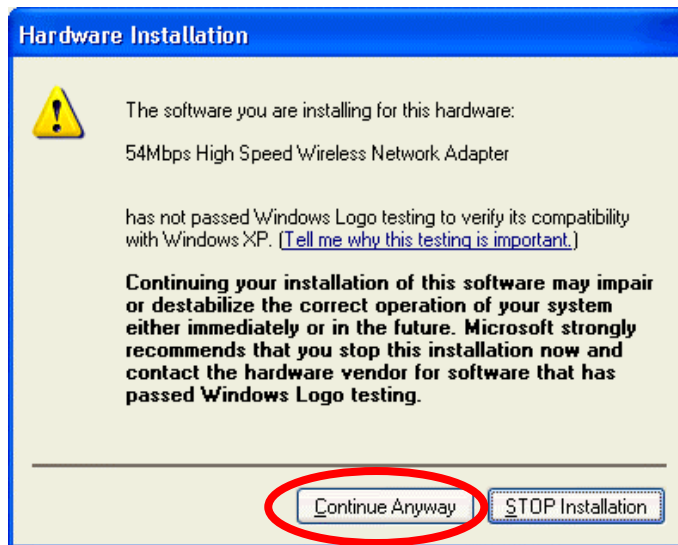 Hardware Installation
The software you are installing for this hardware:
54Mbps High Speed Wireless Network Adapter
has not passed Windows Logo testing to verify its compatibility
with Windows XP. (Tell me why this testing is important.)
Continuing your installation of this software may impair
or destabilize the correct operation of your system
either immediately or in the future. Microsoft strongly
recommends that you stop this installation now and
contact the hardware vendor for software that has
passed Windows Logo testing.
Continue Anyway STOP Installation